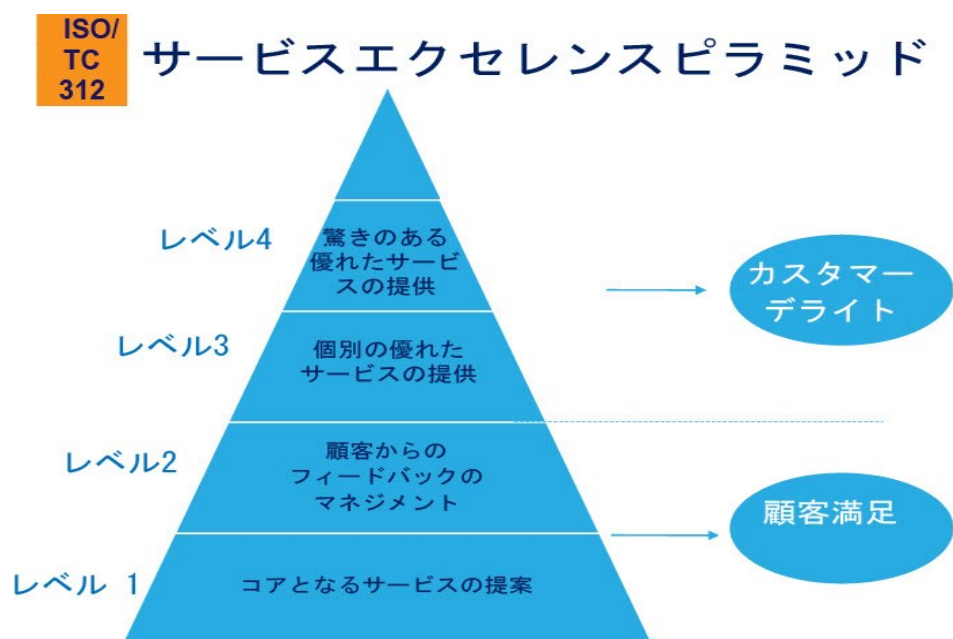 ISO/
TC
312
サービスエクセレンスピラミッド
レベル4
驚きのある
優れたサービ
スの提供
カスタマー
デライト
レベル3
個別の優れた
サービスの提供
レベル2
顧客からの
フィードバックの
マネジメント
顧客満足
レベル 1
コアとなるサービスの提案